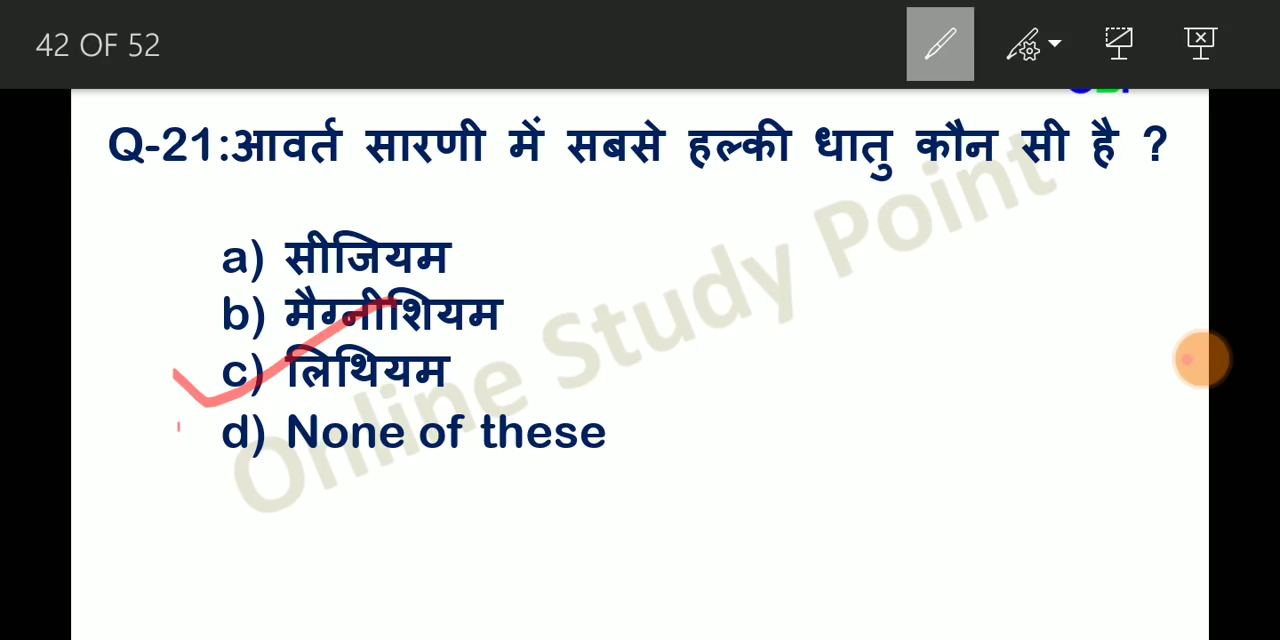 42 OF 52
Q-21:आवर्त सारणी में सबसे हल्की धातु कौन सी है ?
a) सीजियम
b) मैग्नीशियम
c) लिथियम
d) None of these
Online Study Point